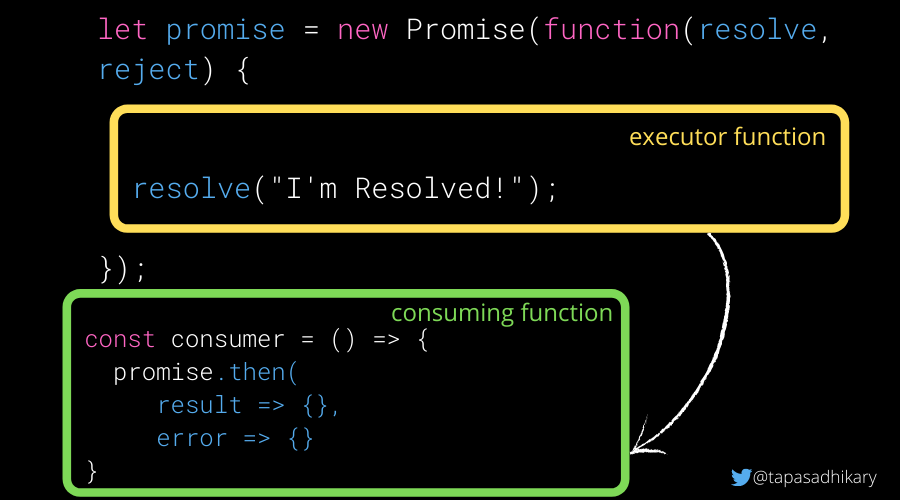 let promise = new Promise(function(resolve,
reject) {
executor function
resolve("I'm Resolved!");
});
consuming function
const consumer = () => {
promise.then(
result => {},
error => {}
}
@tapasadhikary